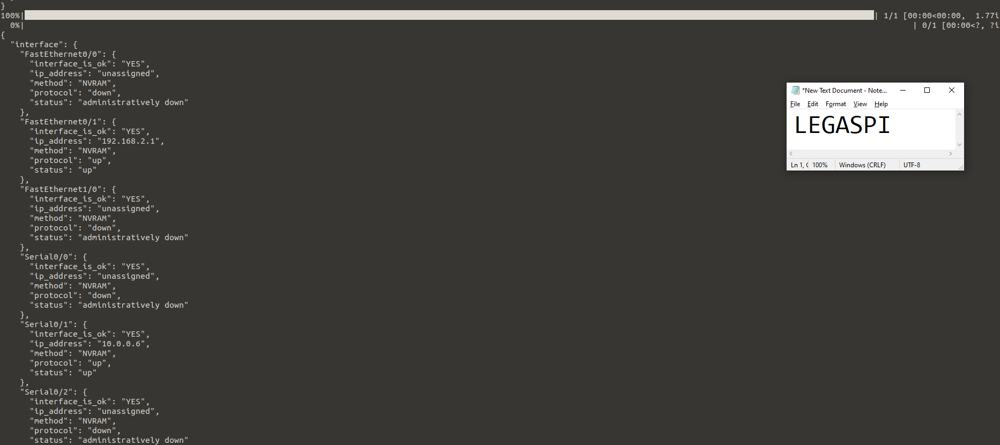 }
100%| | 1/1 [00:00<00:00,  1.77i
  0%| | 0/1 [00:00<?, ?i
{
  "interface": {
    "FastEthernet0/0": {
      "interface_is_ok": "YES",
      "ip_address": "unassigned",
      "method": "NVRAM",
      "protocol": "down",
      "status": "administratively down"
    },
    "FastEthernet0/1": {
      "interface_is_ok": "YES",
      "ip_address": "192.168.2.1",
      "method": "NVRAM",
      "protocol": "up",
      "status": "up"
    },
    "FastEthernet1/0": {
      "interface_is_ok": "YES",
      "ip_address": "unassigned",
      "method": "NVRAM",
      "protocol": "down",
      "status": "administratively down"
    },
    "Serial0/0": {
      "interface_is_ok": "YES",
      "ip_address": "unassigned",
      "method": "NVRAM",
      "protocol": "down",
      "status": "administratively down"
    },
    "Serial0/1": {
      "interface_is_ok": "YES",
      "ip_address": "10.0.0.6",
      "method": "NVRAM",
      "protocol": "up",
      "status": "up"
    },
    "Serial0/2": {
      "interface_is_ok": "YES",
      "ip_address": "unassigned",
      "method": "NVRAM",
      "protocol": "down",
      "status": "administratively down"
*New Text Document - Note...
File Edit Format View Help
LEGASPI
Ln 1, 100% Windows (CRLF) UTF-8